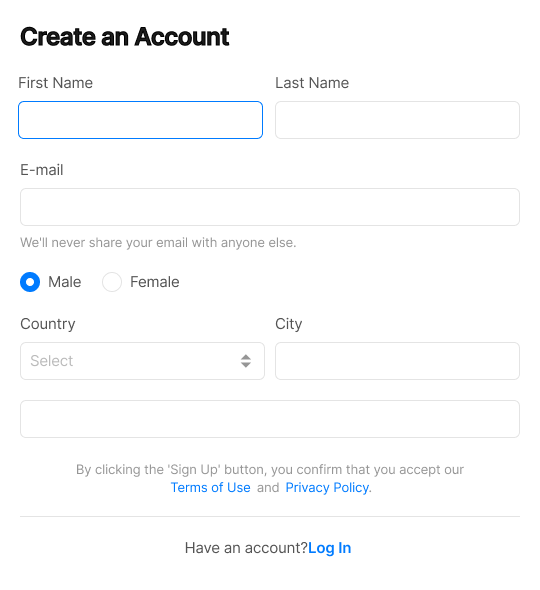 Create an Account
First Name Last Name
E-mail
We'll never share your email with anyone else.
Male Female
Country City
Select
By clicking the 'Sign Up' button, you confirm that you accept our
Terms of Use and Privacy Policy.
Have an account?Log In